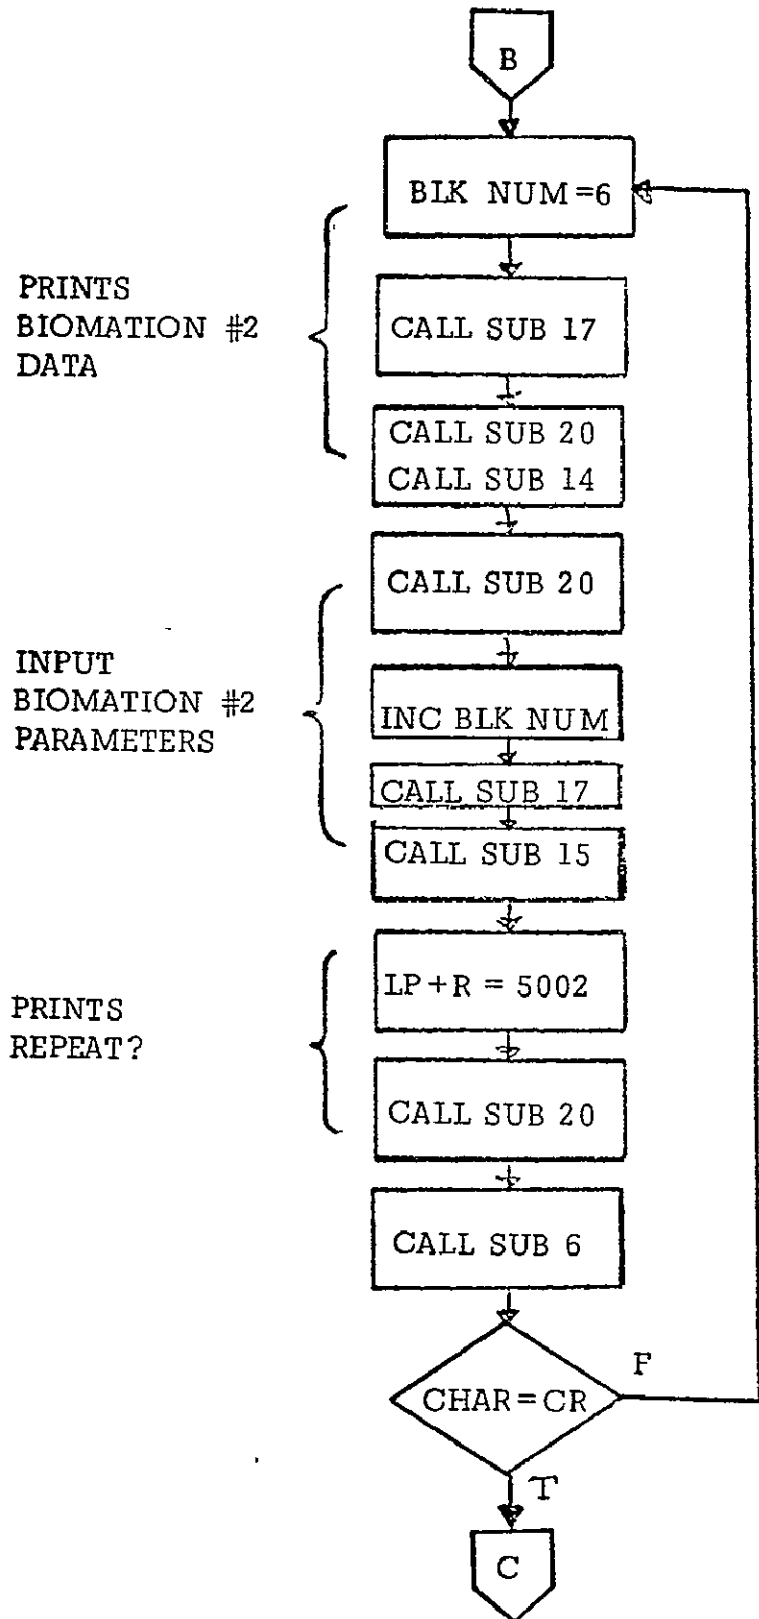 B
BLK NUM=6
PRINTS
BIOMATION #2
DATA
CALL SUB 17
CALL SUB 20
CALL SUB 14
CALL SUB 20
INPUT
BIOMATION #2
PARAMETERS
INC BLK NUM
CALL SUB 17
CALL SUB 15
PRINTS
REPEAT?
LP+R = 5002
CALL SUB 20
CALL SUB 6
CHAR=CR
F
T
C